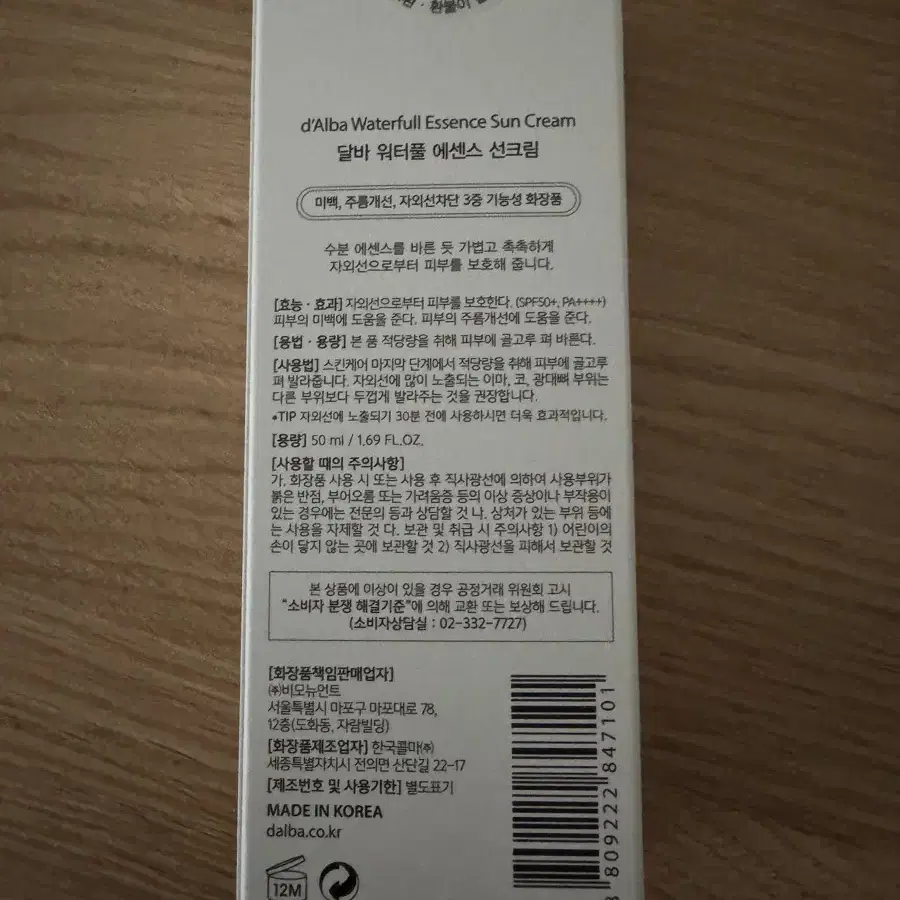 환불이
d'Alba Waterfull Essence Sun Cream
달바 워터풀 에센스 선크림
미백, 주름개선, 자외선차단 3중 기능성 화장품
수분 에센스를 바른 듯 가볍고 촉촉하게
자외선으로부터 피부를 보호해 줍니다.
[효능·효과] 자외선으로부터 피부를 보호한다. (SPF50+, PA++++)
피부의 미백에 도움을 준다. 피부의 주름개선에 도움을 준다.
[용법·용량] 본 품 적당량을 취해 피부에 골고루 펴 바른다.
[사용법] 스킨케어 마지막 단계에서 적당량을 취해 피부에 골고루
펴 발라줍니다. 자외선에 많이 노출되는 이마, 코, 광대뼈 부위는
다른 부위보다 두껍게 발라주는 것을 권장합니다.
*TIP 자외선에 노출되기 30분 전에 사용하시면 더욱 효과적입니다.
[용량] 50 ml / 1.69 FL.OZ.
[사용할 때의 주의사항]
가. 화장품 사용 시 또는 사용 후 직사광선에 의하여 사용부위가
붉은 반점, 부어오름 또는 가려움증 등의 이상 증상이나 부작용이
있는 경우에는 전문의 등과 상담할 것 나. 상처가 있는 부위 등에
는 사용을 자제할 것 다. 보관 및 취급 시 주의사항 1) 어린이의
손이 닿지 않는 곳에 보관할 것 2) 직사광선을 피해서 보관할 것
본 상품에 이상이 있을 경우 공정거래 위원회 고시
"소비자 분쟁 해결기준"에 의해 교환 또는 보상해 드립니다.
(소비자상담실 : 02-332-7727)
[화장품책임판매업자]
㈜비모뉴먼트
서울특별시 마포구 마포대로 78,
12층(도화동, 자람빌딩)
[화장품제조업자] 한국콜마㈜
세종특별자치시 전의면 산단길 22-17
[제조번호 및 사용기한] 별도표기
MADE IN KOREA
dalba.co.kr
12M
8 809222 847101